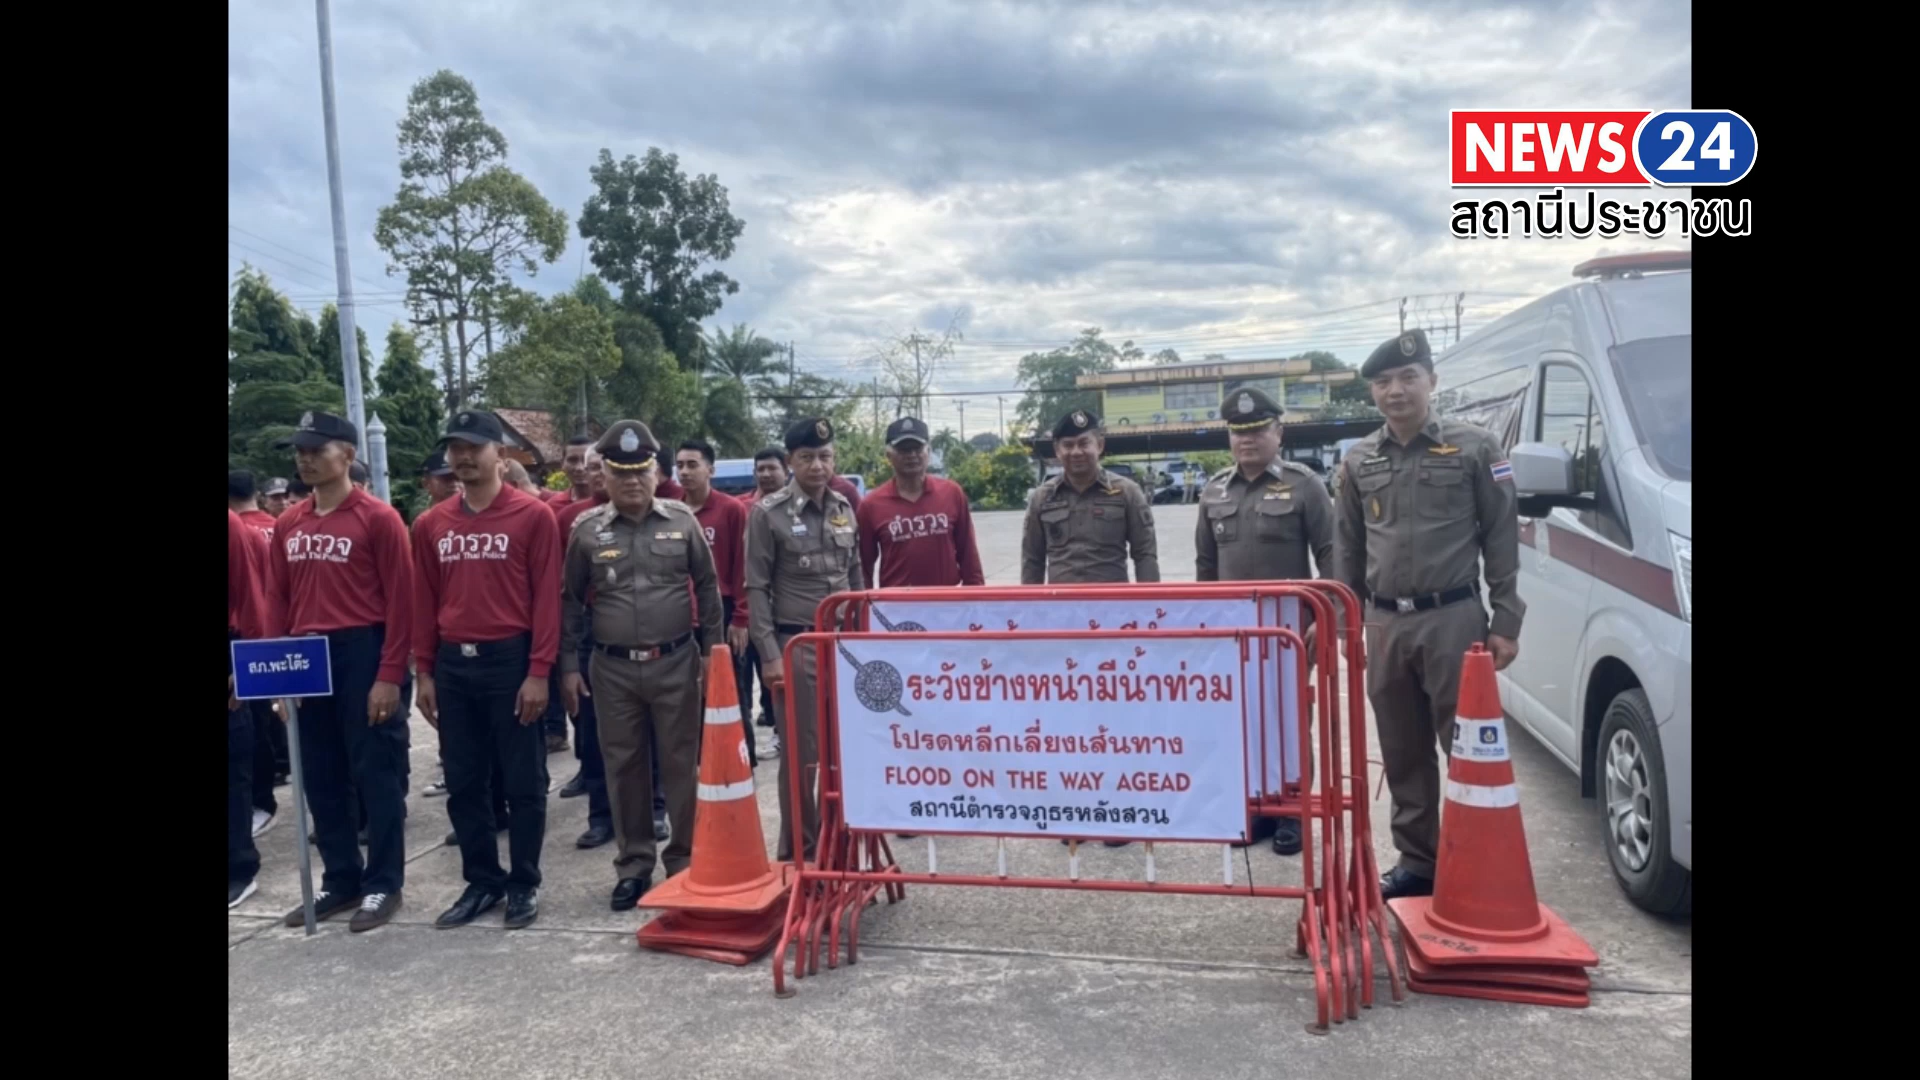 NEWS 24
สถานีประชาชน
ตำรวจ
Royal Thai Police
ตำรวจ
Royal Thai Police
ตำรวจ
Royal Thai Police
สภ.พะโต๊ะ
ระวังข้างหน้ามีน้ำท่วม
โปรดหลีกเลี่ยงเส้นทาง
FLOOD ON THE WAY AGEAD
สถานีตำรวจภูธรหลังสวน